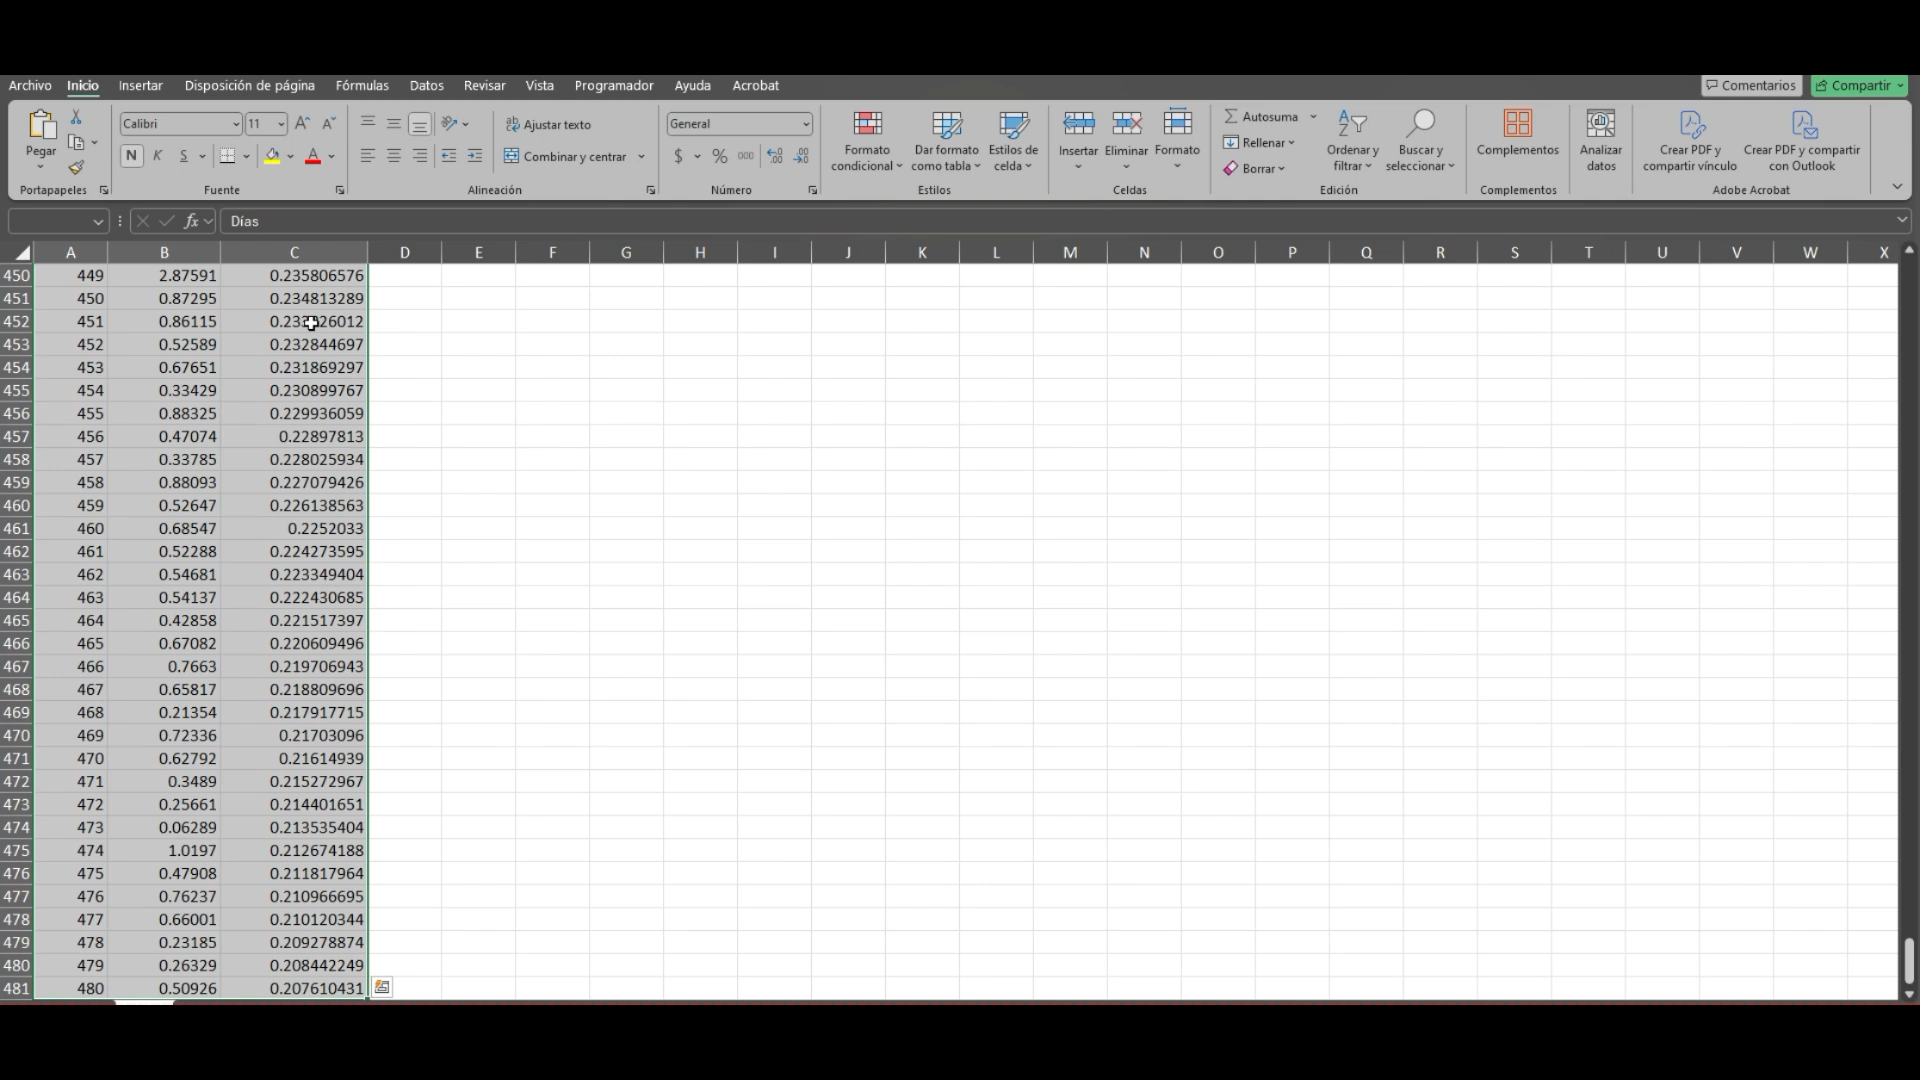 Archivo Inicio Insertar Disposición de página Fórmulas Datos Revisar Vista Programador Ayuda Acrobat Comentarios Compartir
Pegar Calibri 11 Ajustar texto General Autosuma
N K S Combinar y centrar $ % 000 Formato condicional Dar formato como tabla Estilos de celda Insertar Eliminar Formato Rellenar Borrar Ordenar y filtrar Buscar y seleccionar Complementos Analizar datos Crear PDF y compartir vínculo Crear PDF y compartir con Outlook
Portapapeles Fuente Alineación Número Estilos Celdas Edición Complementos Adobe Acrobat
fx Días
A B C D E F G H I J K L M N O P Q R S T U V W X
450 449 2.87591 0.235806576
451 450 0.87295 0.234813289
452 451 0.86115
453 452 0.52589 0.232844697
454 453 0.67651 0.231869297
455 454 0.33429 0.230899767
456 455 0.88325 0.229936059
457 456 0.47074 0.22897813
458 457 0.33785 0.228025934
459 458 0.88093 0.227079426
460 459 0.52647 0.226138563
461 460 0.68547 0.2252033
462 461 0.52288 0.224273595
463 462 0.54681 0.223349404
464 463 0.54137 0.222430685
465 464 0.42858 0.221517397
466 465 0.67082 0.220609496
467 466 0.7663 0.219706943
468 467 0.65817 0.218809696
469 468 0.21354 0.217917715
470 469 0.72336 0.21703096
471 470 0.62792 0.21614939
472 471 0.3489 0.215272967
473 472 0.25661 0.214401651
474 473 0.06289 0.213535404
475 474 1.0197 0.212674188
476 475 0.47908 0.211817964
477 476 0.76237 0.210966695
478 477 0.66001 0.210120344
479 478 0.23185 0.209278874
480 479 0.26329 0.208442249
481 480 0.50926 0.207610431